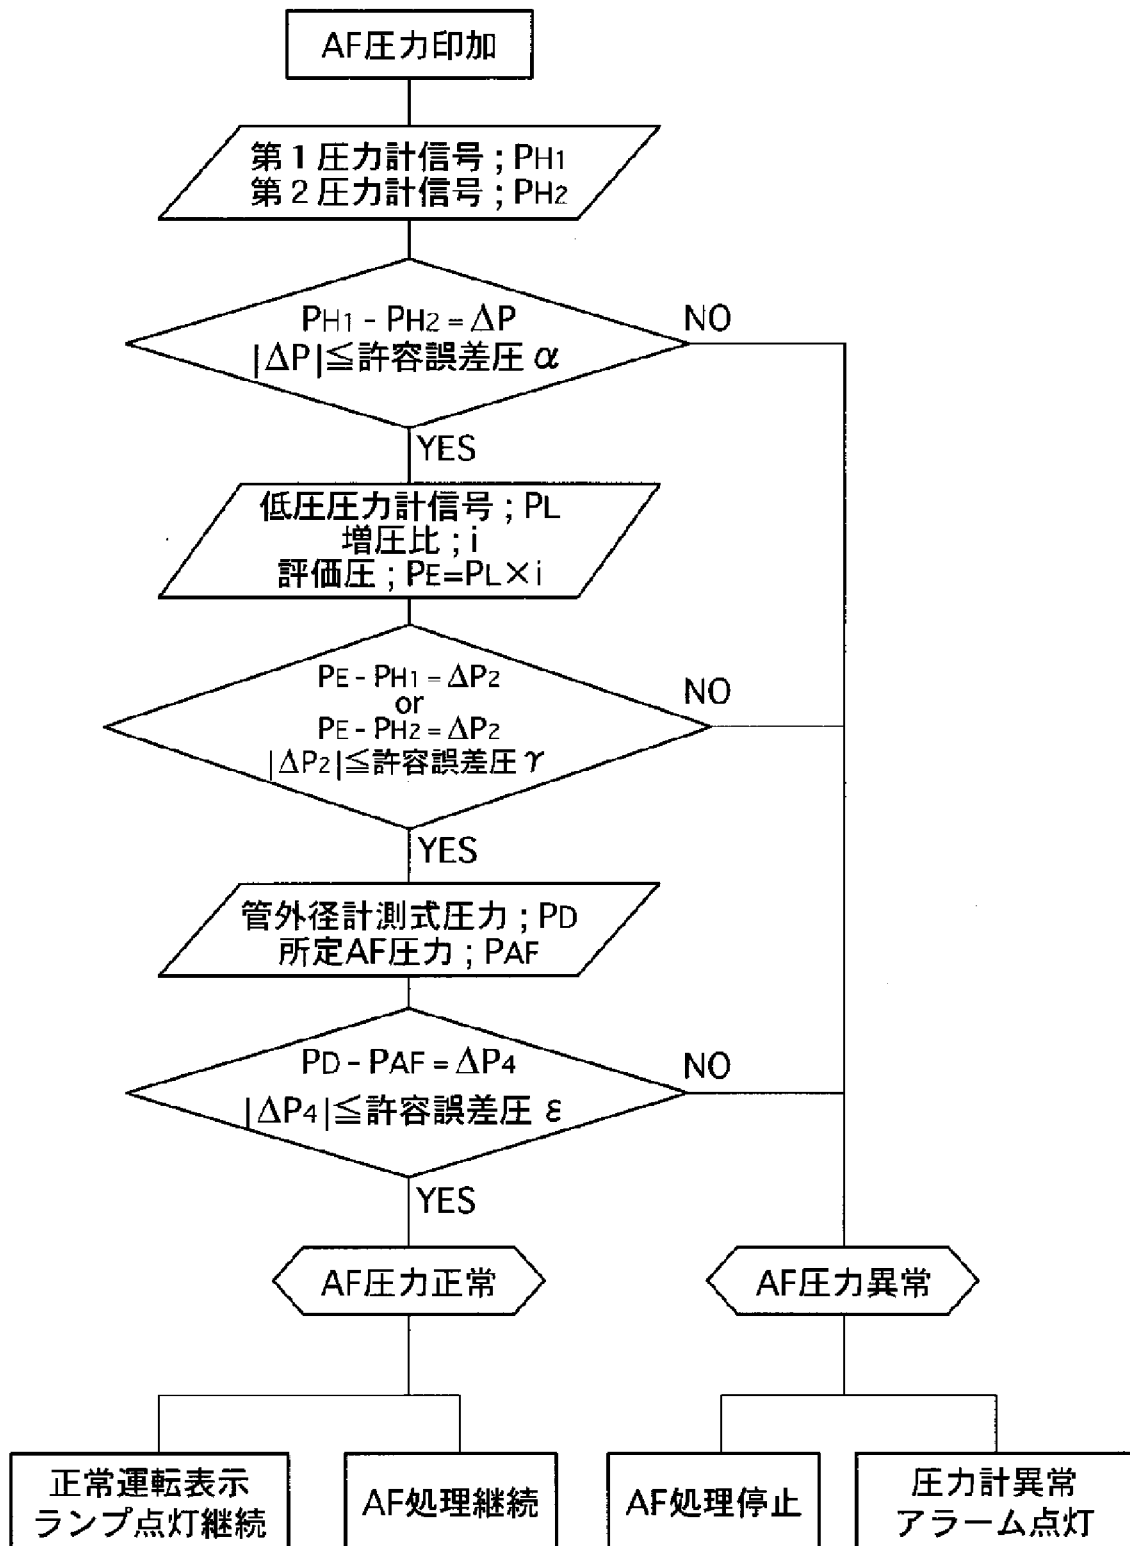 AF圧力印加
第1圧力計信号 ; PH1
第2圧力計信号 ; PH2
PH1 - PH2 = ΔP
|ΔP|≦許容誤差圧 α
NO
YES
低圧圧力計信号 ; PL
増圧比 ; i
評価圧 ; PE=PL×i
PE - PH1 = ΔP2
or
PE - PH2 = ΔP2
|ΔP2|≦許容誤差圧 γ
NO
YES
管外径計測式圧力 ; PD
所定AF圧力 ; PAF
PD - PAF = ΔP4
|ΔP4|≦許容誤差圧 ε
NO
YES
AF圧力正常
AF圧力異常
正常運転表示
ランプ点灯継続
AF処理継続
AF処理停止
圧力計異常
アラーム点灯